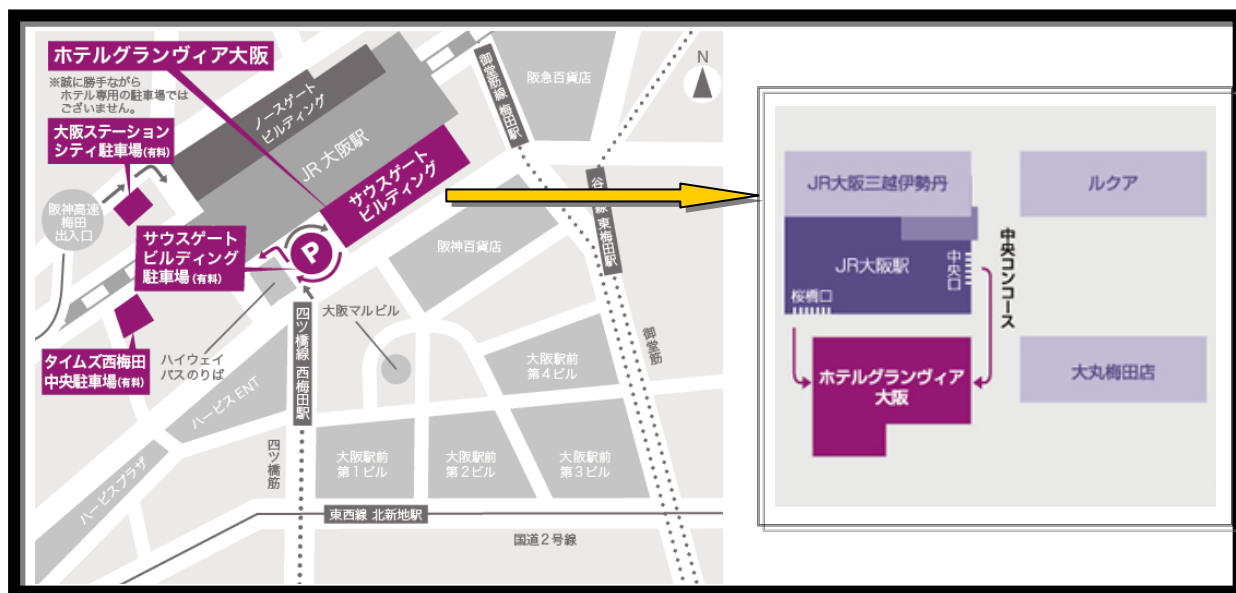 ホテルグランヴィア大阪
※誠に勝手ながら
ホテル専用の駐車場では
ございません。
大阪ステーション
シティ駐車場(有料)
阪神高速
梅田
出入口
サウスゲート
ビルディング
駐車場(有料)
タイムズ西梅田
中央駐車場(有料)
ハイウェイ
バスのりば
ノースゲート
ビルディング
JR大阪駅
サウスゲート
ビルディング
P
御堂筋線 梅田駅
阪急百貨店
N
谷
線 東梅田駅
阪神百貨店
大阪マルビル
四ツ橋線 西梅田駅
御堂筋
大阪駅前
第4ビル
ハービスENT
ハービスプラザ
四ツ橋筋
大阪駅前
第1ビル
大阪駅前
第2ビル
大阪駅前
第3ビル
東西線 北新地駅
国道2号線
JR大阪三越伊勢丹
ルクア
JR大阪駅
中央口
中央コンコース
桜橋口
ホテルグランヴィア
大阪
大丸梅田店